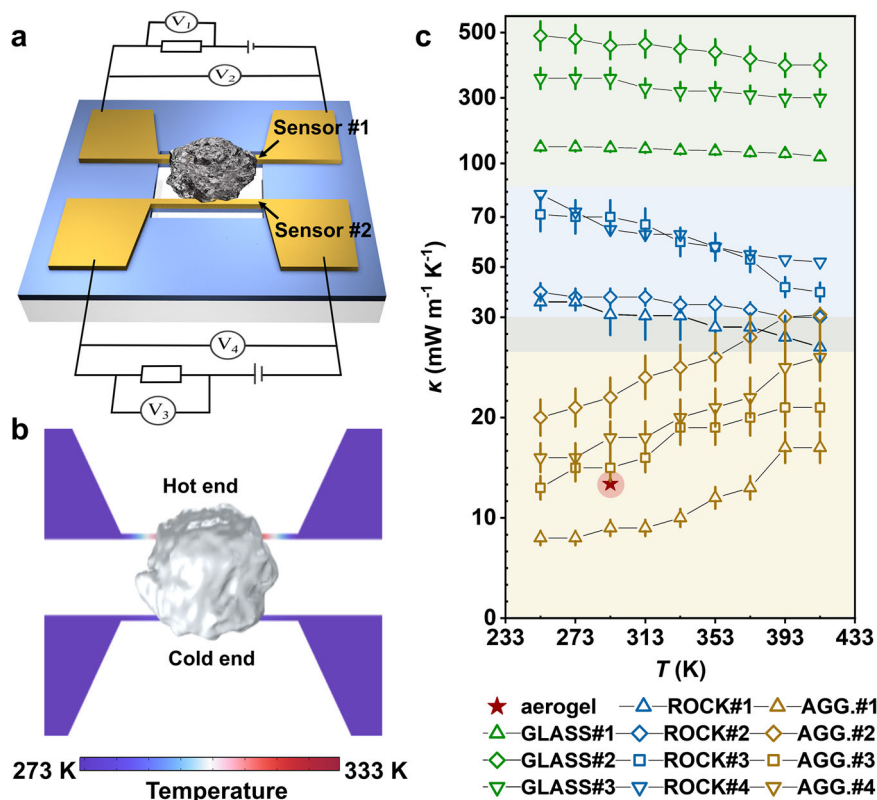 a
V1
V2
Sensor #1
Sensor #2
V4
V3
b
Hot end
Cold end
273 K
333 K
Temperature
c
κ (mW m⁻¹ K⁻¹)
500
300
100
70
50
30
20
10
0
233 273 313 353 393 433
T (K)
aerogel ROCK#1 AGG.#1
GLASS#1 ROCK#2 AGG.#2
GLASS#2 ROCK#3 AGG.#3
GLASS#3 ROCK#4 AGG.#4